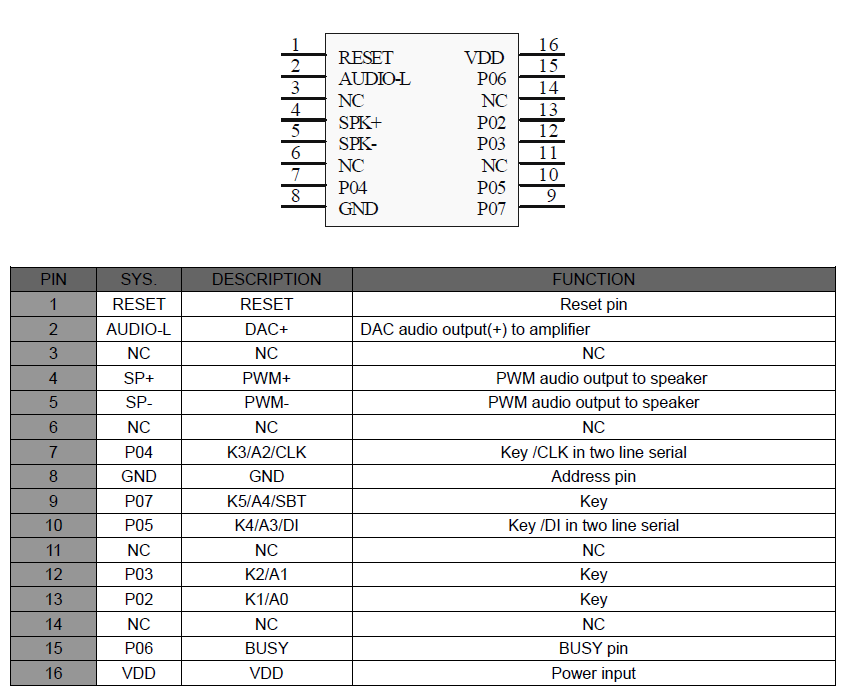 1 16
RESET VDD
2 15
AUDIO-L P06
3 14
NC NC
4 13
SPK+ P02
5 12
SPK- P03
6 11
NC NC
7 10
P04 P05
8 9
GND P07
PIN SYS. DESCRIPTION FUNCTION
1 RESET RESET Reset pin
2 AUDIO-L DAC+ DAC audio output(+) to amplifier
3 NC NC NC
4 SP+ PWM+ PWM audio output to speaker
5 SP- PWM- PWM audio output to speaker
6 NC NC NC
7 P04 K3/A2/CLK Key /CLK in two line serial
8 GND GND Address pin
9 P07 K5/A4/SBT Key
10 P05 K4/A3/DI Key /DI in two line serial
11 NC NC NC
12 P03 K2/A1 Key
13 P02 K1/A0 Key
14 NC NC NC
15 P06 BUSY BUSY pin
16 VDD VDD Power input